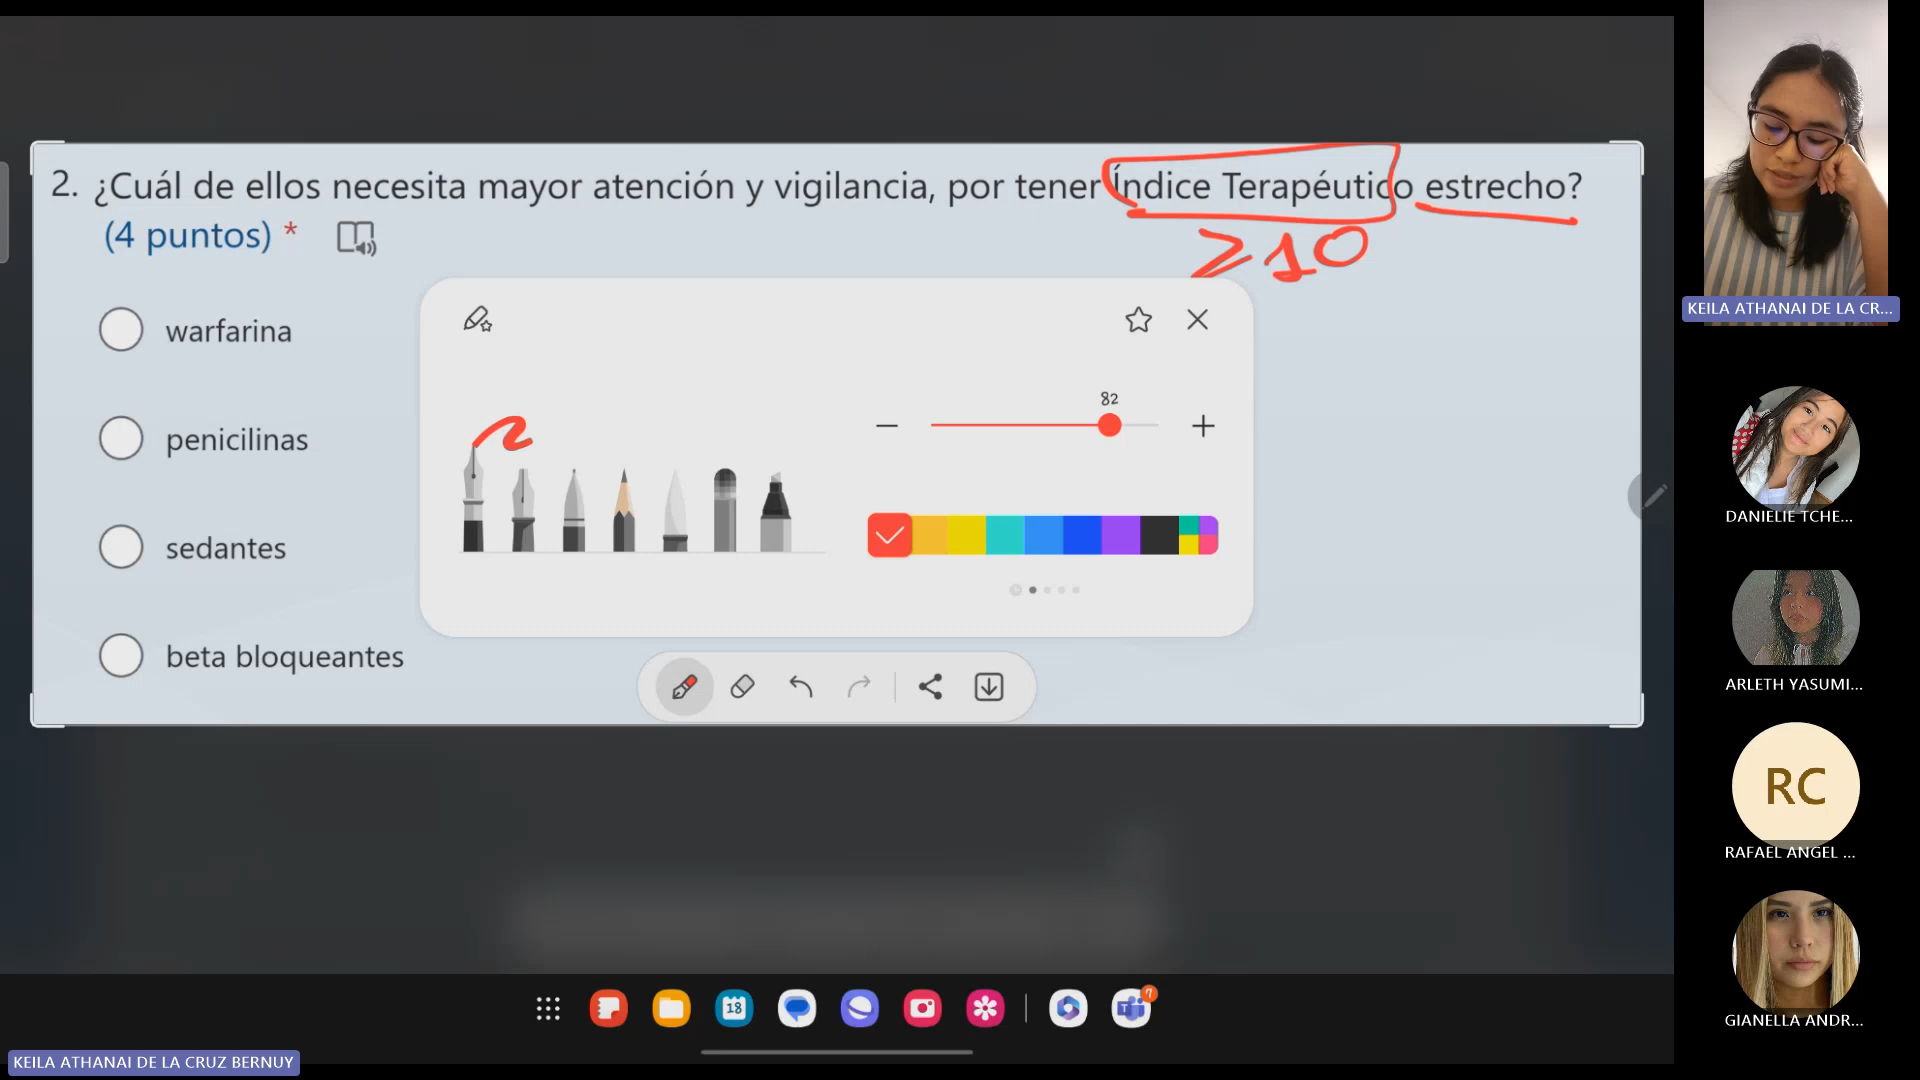 2. ¿Cuál de ellos necesita mayor atención y vigilancia, por tener Índice Terapéutico estrecho?
(4 puntos) *
≥10
warfarina
penicilinas
sedantes
beta bloqueantes
82
18
7
KEILA ATHANAI DE LA CRUZ BERNUY
KEILA ATHANAI DE LA CR...
DANIELIE TCHE...
ARLETH YASUMI...
RC
RAFAEL ANGEL ...
GIANELLA ANDR...